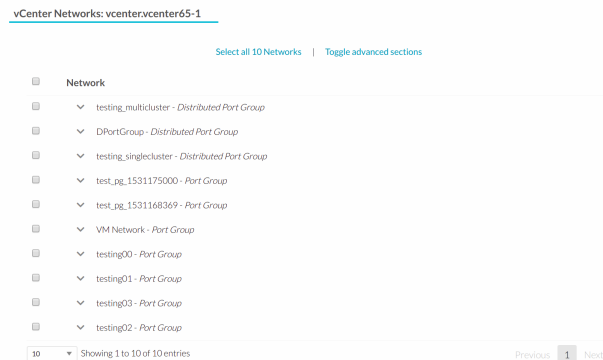 vCenter Networks: vcenter.vcenter65-1
Select all 10 Networks | Toggle advanced sections
Network
testing_multicluster - Distributed Port Group
DPortGroup - Distributed Port Group
testing_singlecluster - Distributed Port Group
test_pg_1531175000 - Port Group
test_pg_1531168369 - Port Group
VM Network - Port Group
testing00 - Port Group
testing01 - Port Group
testing03 - Port Group
testing02 - Port Group
10 Showing 1 to 10 of 10 entries Previous 1 Next